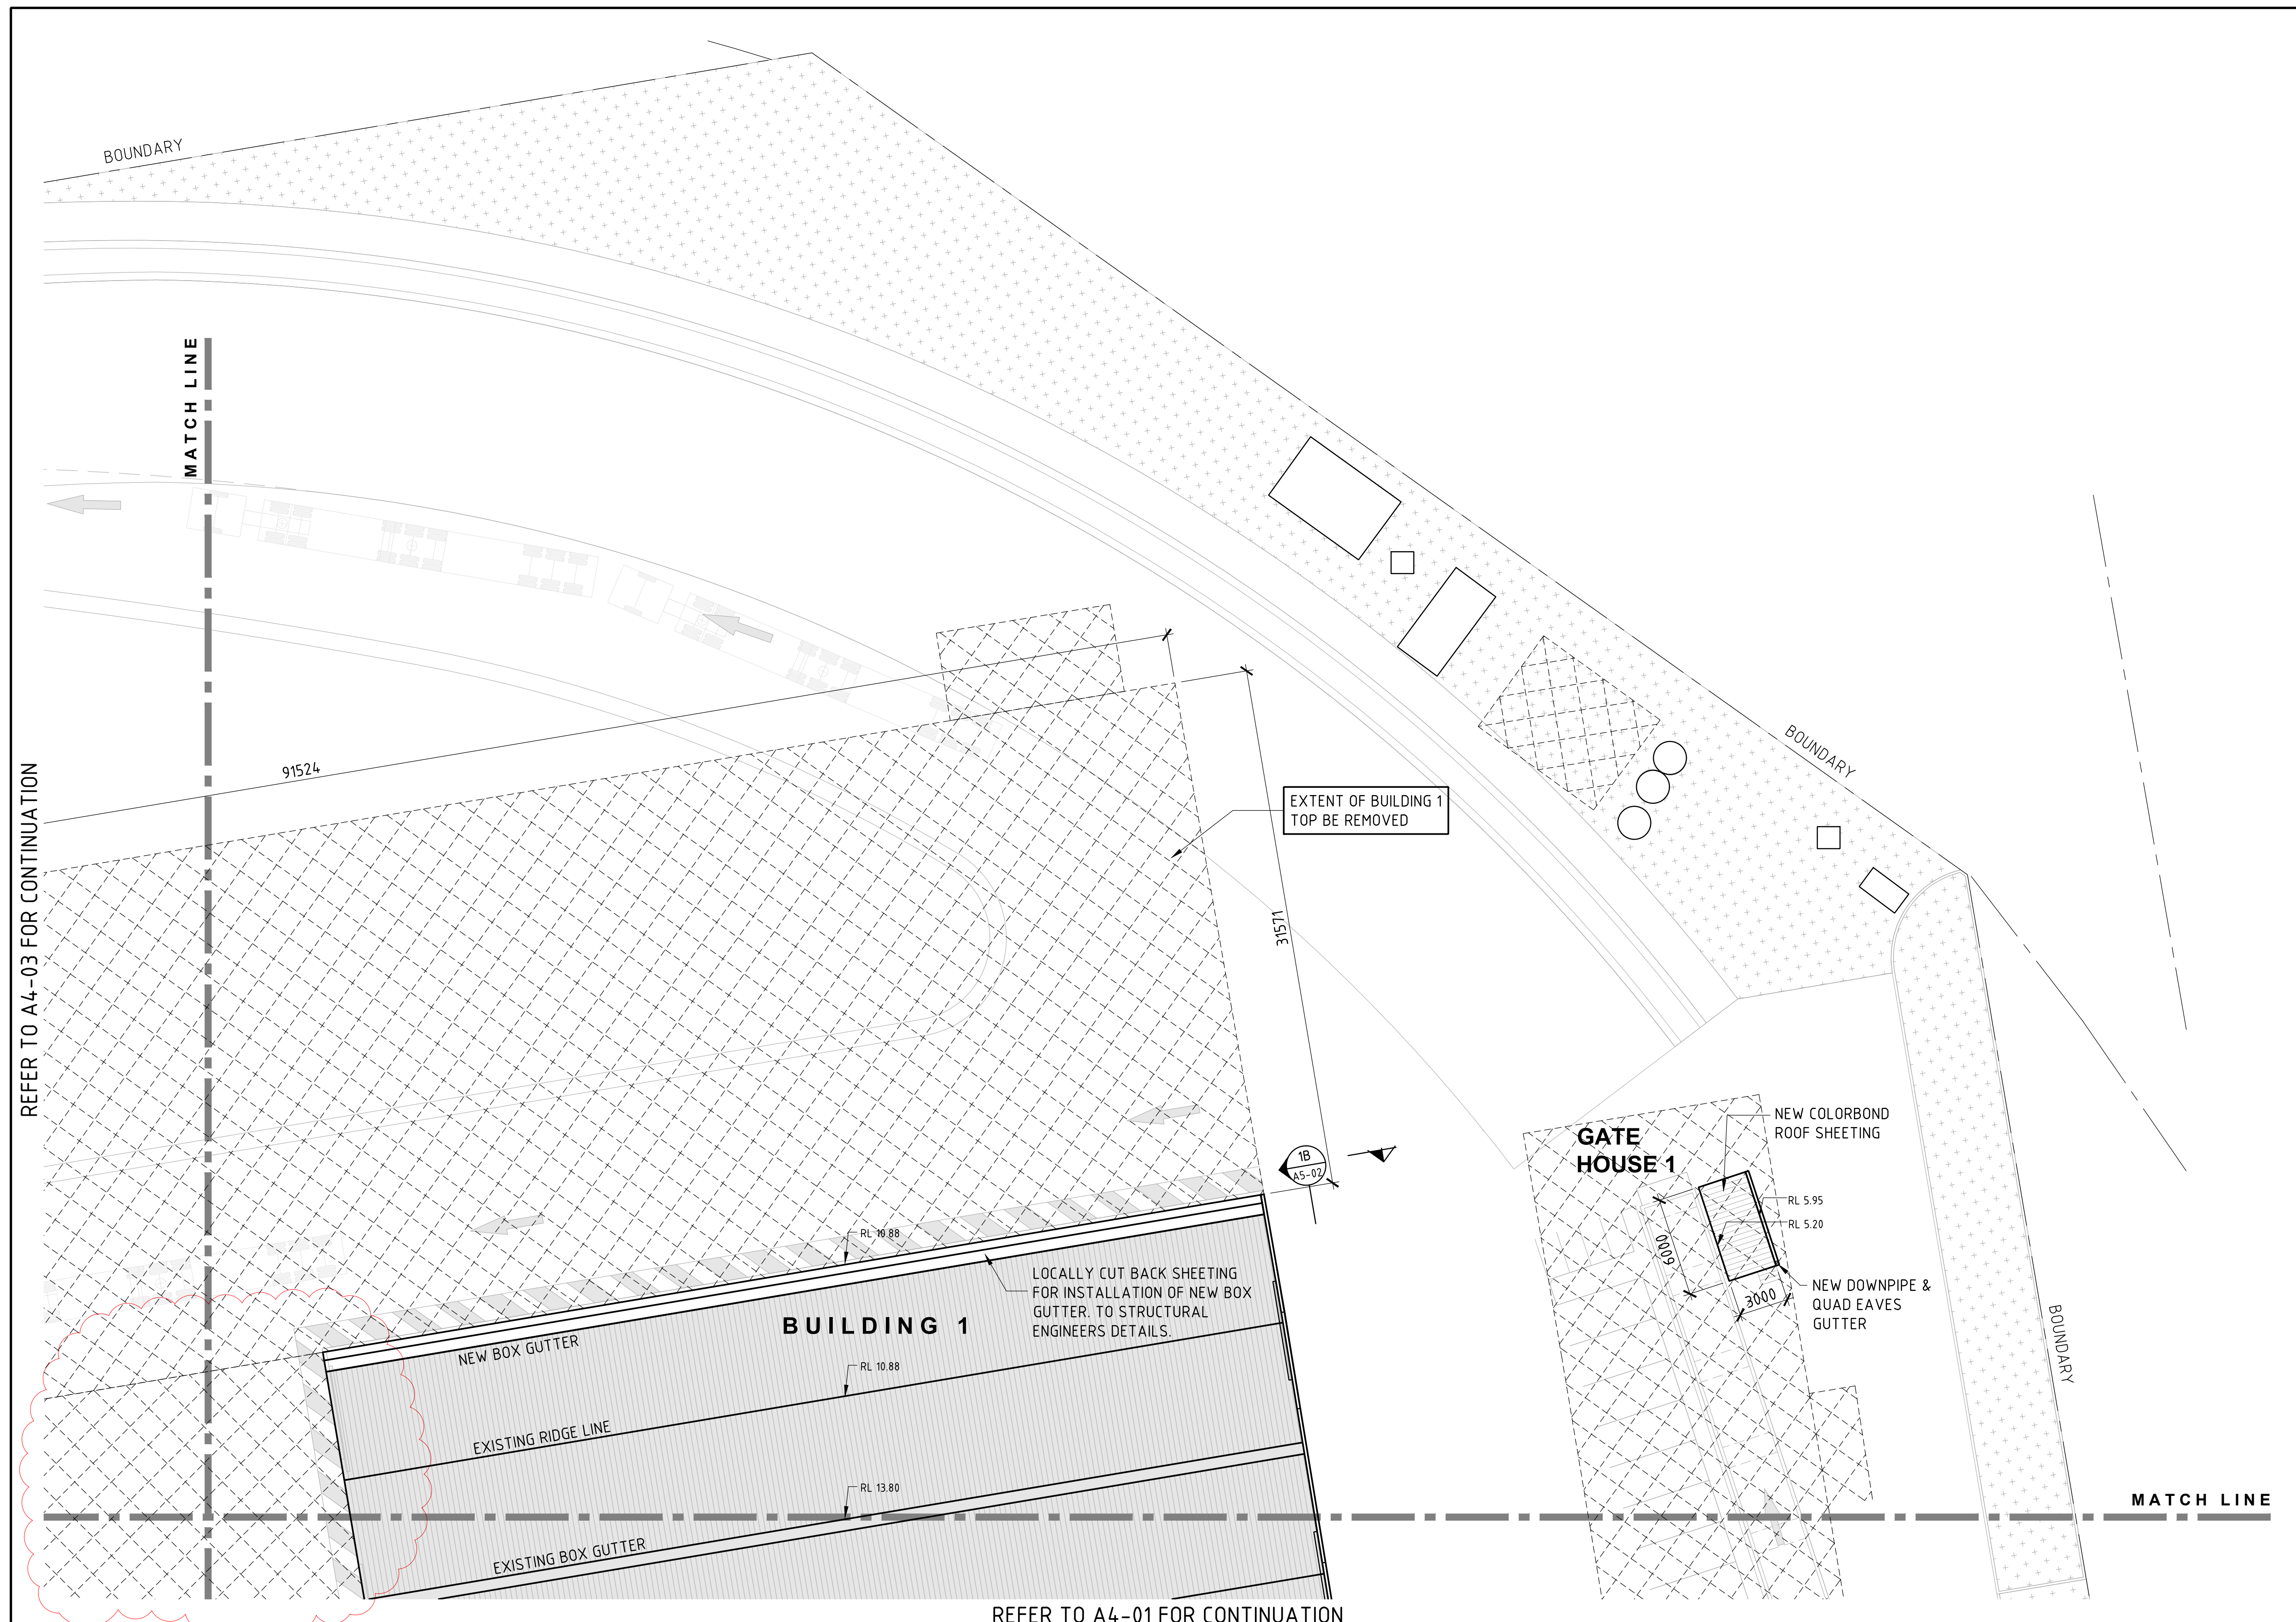 BOUNDARY
MATCH LINE
REFER TO A4-03 FOR CONTINUATION
91524
EXTENT OF BUILDING 1
TOP BE REMOVED
31571
BOUNDARY
1B
A5-02
GATE
HOUSE 1
NEW COLORBOND
ROOF SHEETING
RL 5.95
RL 5.20
6000
3000
NEW DOWNPIPE &
QUAD EAVES
GUTTER
BOUNDARY
RL 10.88
LOCALLY CUT BACK SHEETING
FOR INSTALLATION OF NEW BOX
GUTTER. TO STRUCTURAL
ENGINEERS DETAILS.
BUILDING 1
NEW BOX GUTTER
RL 10.88
EXISTING RIDGE LINE
RL 13.80
EXISTING BOX GUTTER
MATCH LINE
REFER TO A4-01 FOR CONTINUATION